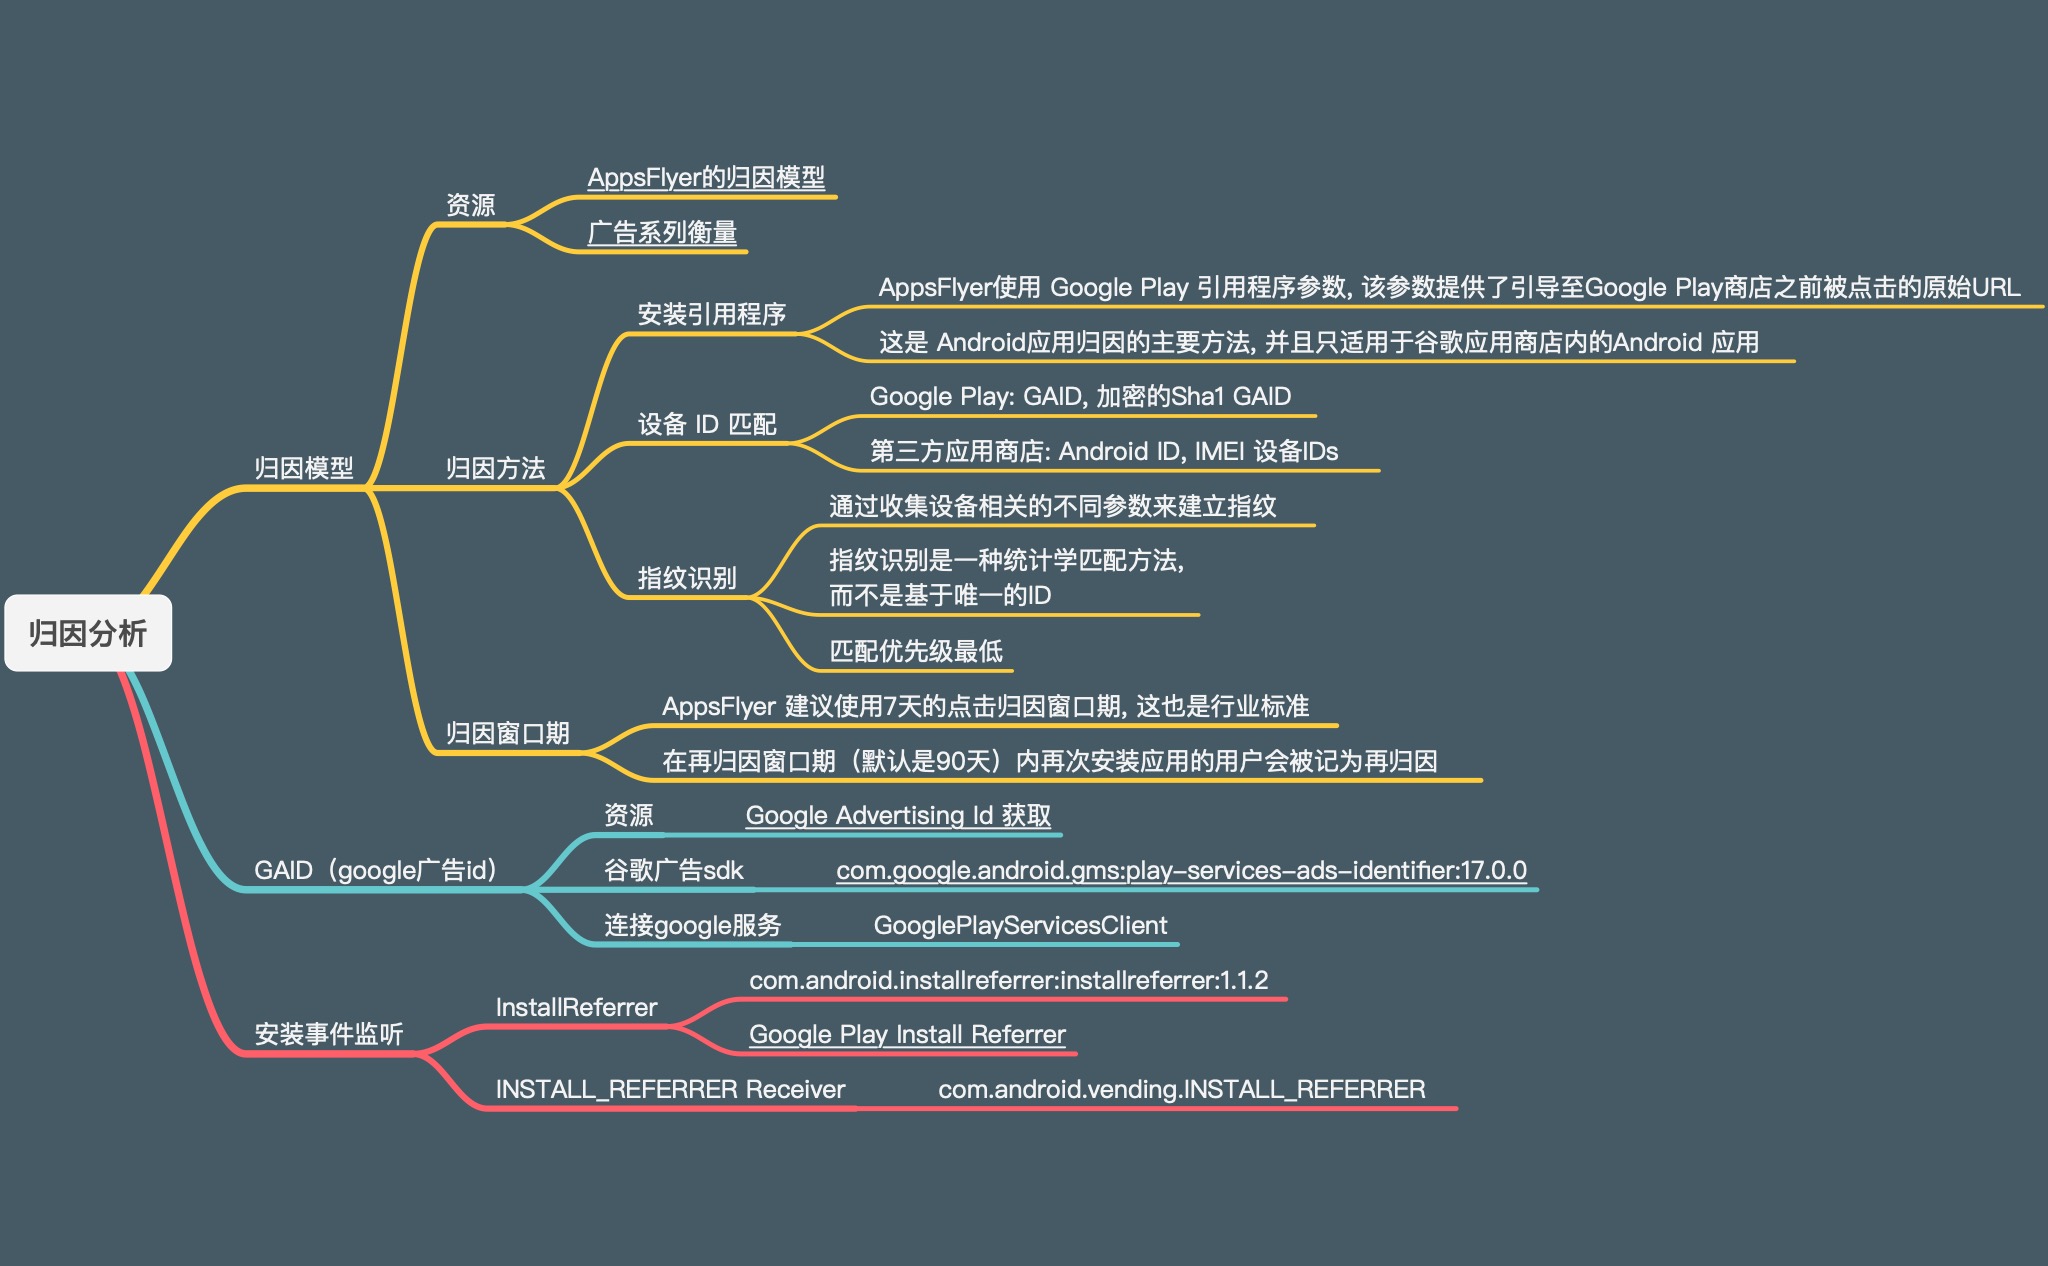 归因分析
归因模型
资源
AppsFlyer的归因模型
广告系列衡量
归因方法
安装引用程序
AppsFlyer使用 Google Play 引用程序参数, 该参数提供了引导至Google Play商店之前被点击的原始URL
这是 Android应用归因的主要方法, 并且只适用于谷歌应用商店内的Android 应用
设备 ID 匹配
Google Play: GAID, 加密的Sha1 GAID
第三方应用商店: Android ID, IMEI 设备IDs
指纹识别
通过收集设备相关的不同参数来建立指纹
指纹识别是一种统计学匹配方法,
而不是基于唯一的ID
匹配优先级最低
归因窗口期
AppsFlyer 建议使用7天的点击归因窗口期, 这也是行业标准
在再归因窗口期（默认是90天）内再次安装应用的用户会被记为再归因
GAID（google广告id）
资源
Google Advertising Id 获取
谷歌广告sdk
com.google.android.gms:play-services-ads-identifier:17.0.0
连接google服务
GooglePlayServicesClient
安装事件监听
InstallReferrer
com.android.installreferrer:installreferrer:1.1.2
Google Play Install Referrer
INSTALL_REFERRER Receiver
com.android.vending.INSTALL_REFERRER